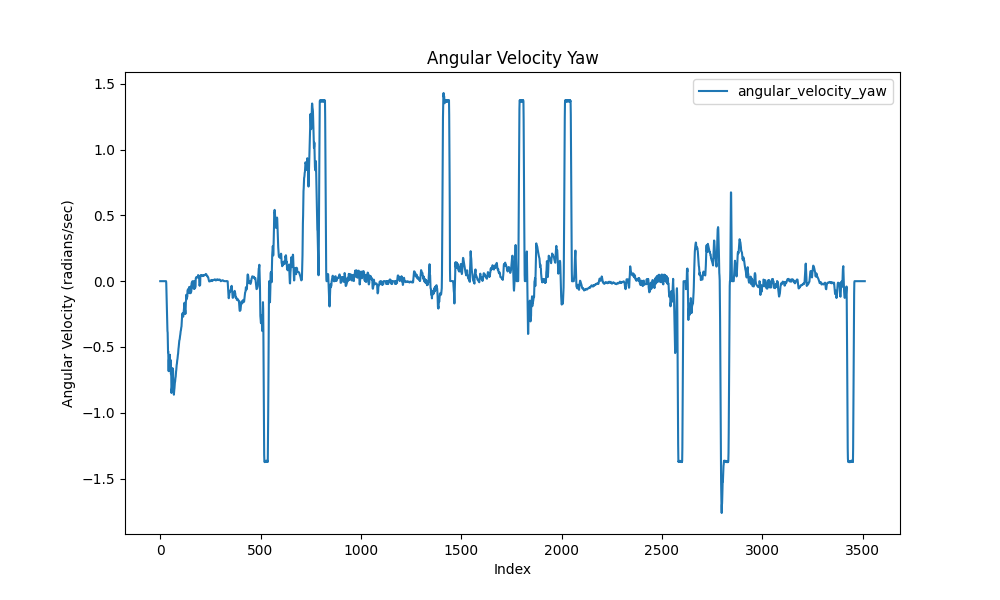 Angular Velocity Yaw
angular_velocity_yaw
Angular Velocity (radians/sec)
1.5
1.0
0.5
0.0
−0.5
−1.0
−1.5
0 500 1000 1500 2000 2500 3000 3500
Index